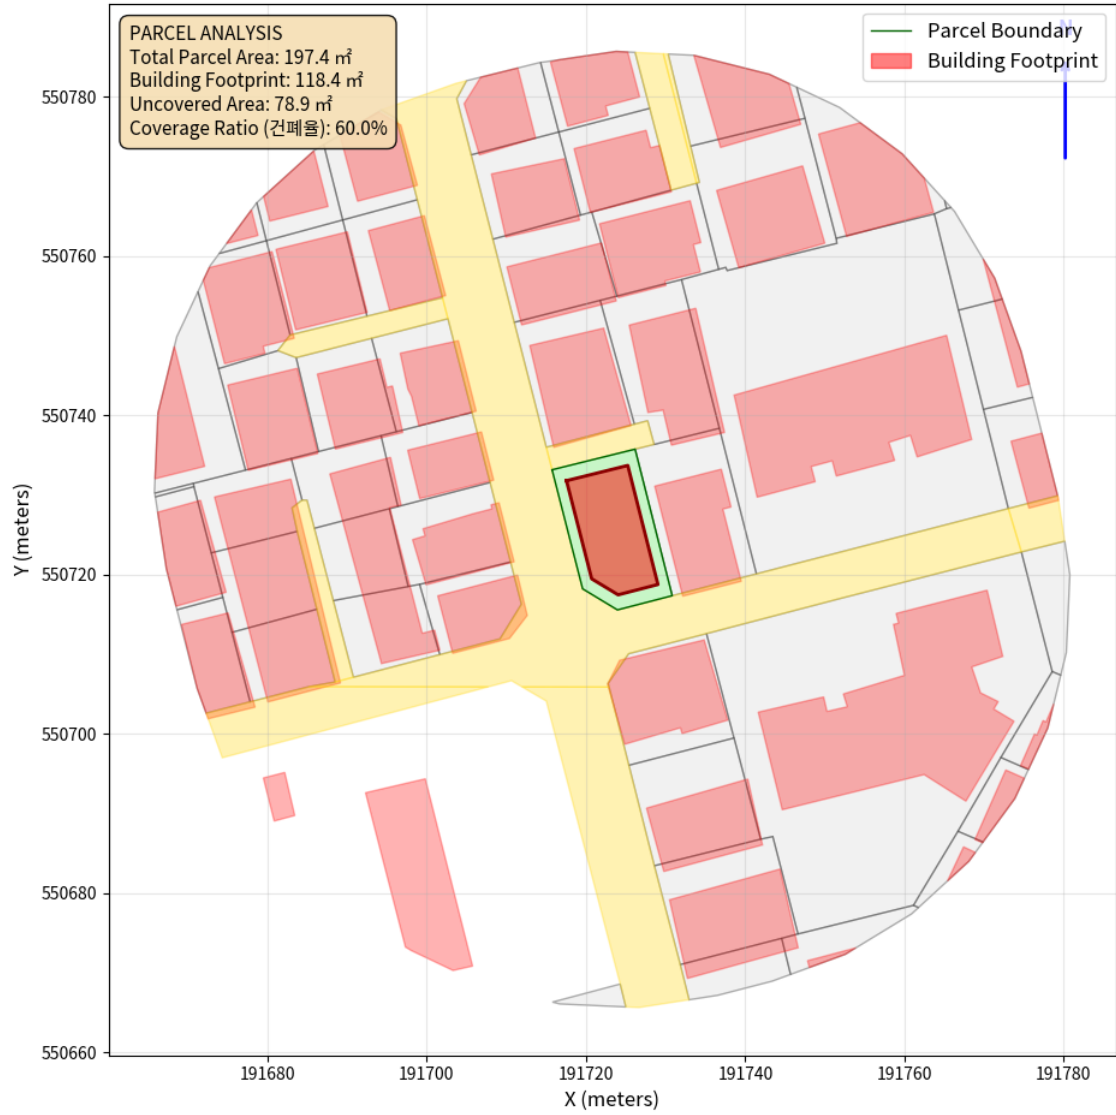 PARCEL ANALYSIS
Total Parcel Area: 197.4 ㎡
Building Footprint: 118.4 ㎡
Uncovered Area: 78.9 ㎡
Coverage Ratio (건폐율): 60.0%
N
Parcel Boundary
Building Footprint
550780
550760
550740
550720
550700
550680
550660
Y (meters)
191680
191700
191720
191740
191760
191780
X (meters)